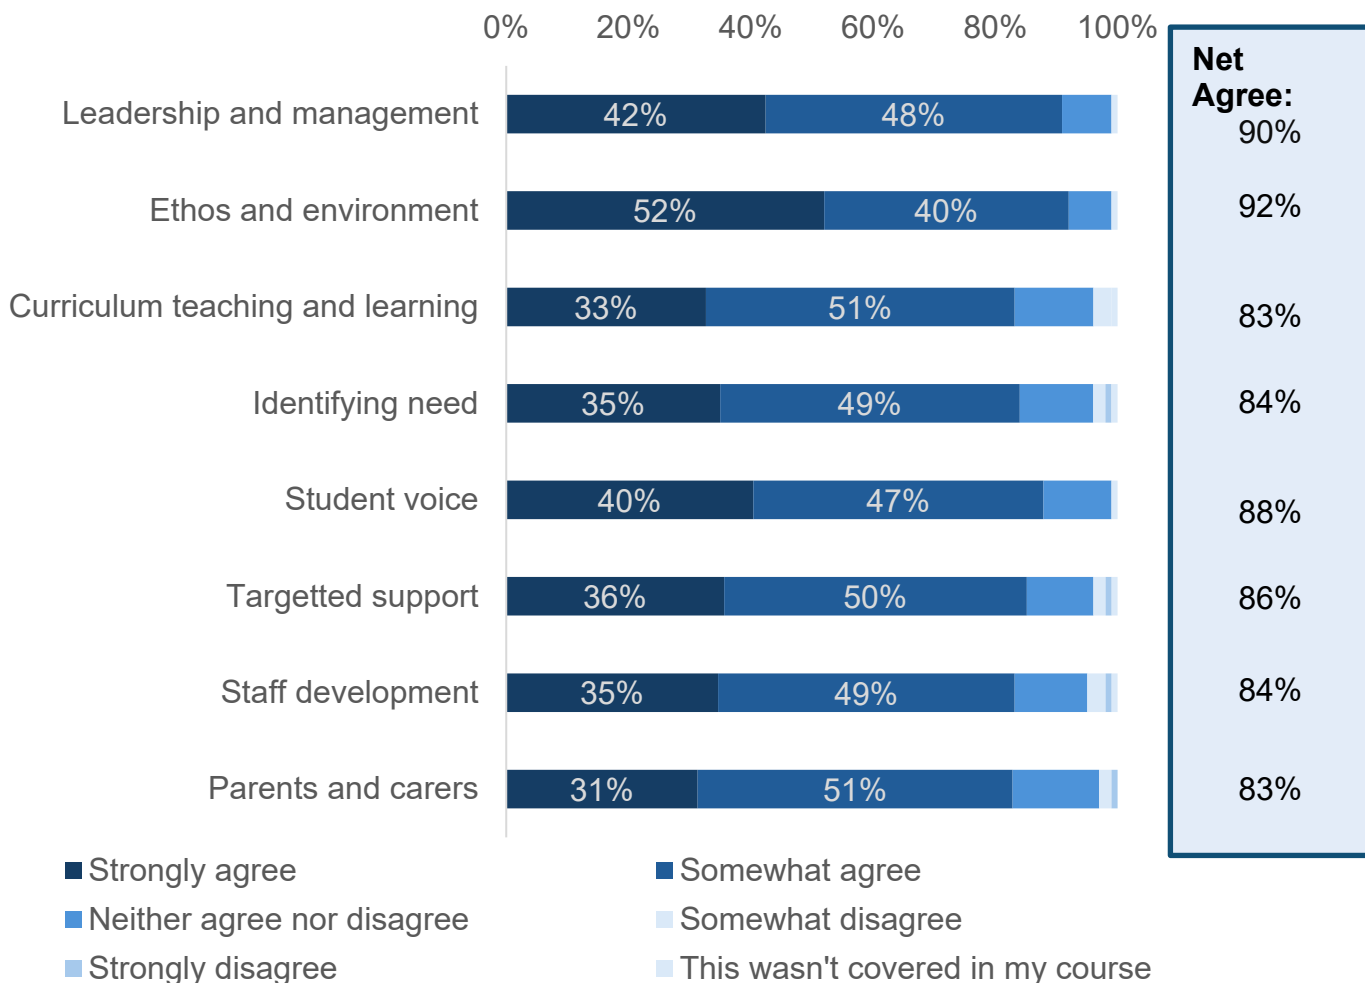 0% 20% 40% 60% 80% 100%
Net
Agree:
Leadership and management 42% 48% 90%
Ethos and environment 52% 40% 92%
Curriculum teaching and learning 33% 51% 83%
Identifying need 35% 49% 84%
Student voice 40% 47% 88%
Targetted support 36% 50% 86%
Staff development 35% 49% 84%
Parents and carers 31% 51% 83%
Strongly agree Somewhat agree
Neither agree nor disagree Somewhat disagree
Strongly disagree This wasn't covered in my course